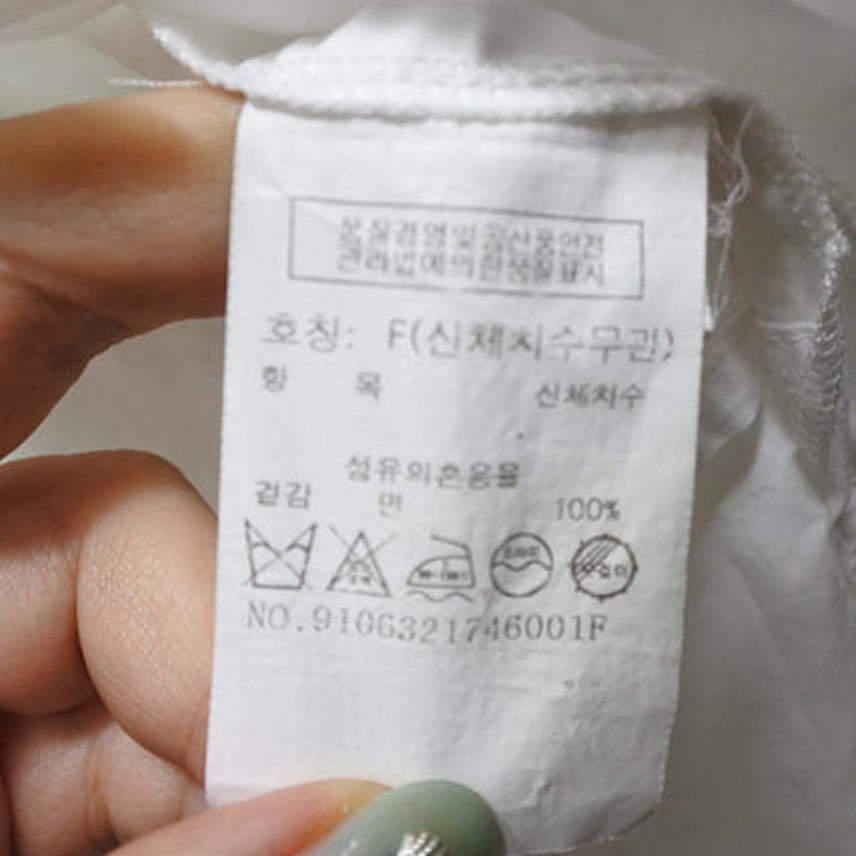 품질경영및공산품안전
관리법에의한품질표시
호칭: F(신체치수무관)
항 목 신체치수
섬유의혼용율
겉감 면 100%
NO.9106321746001F